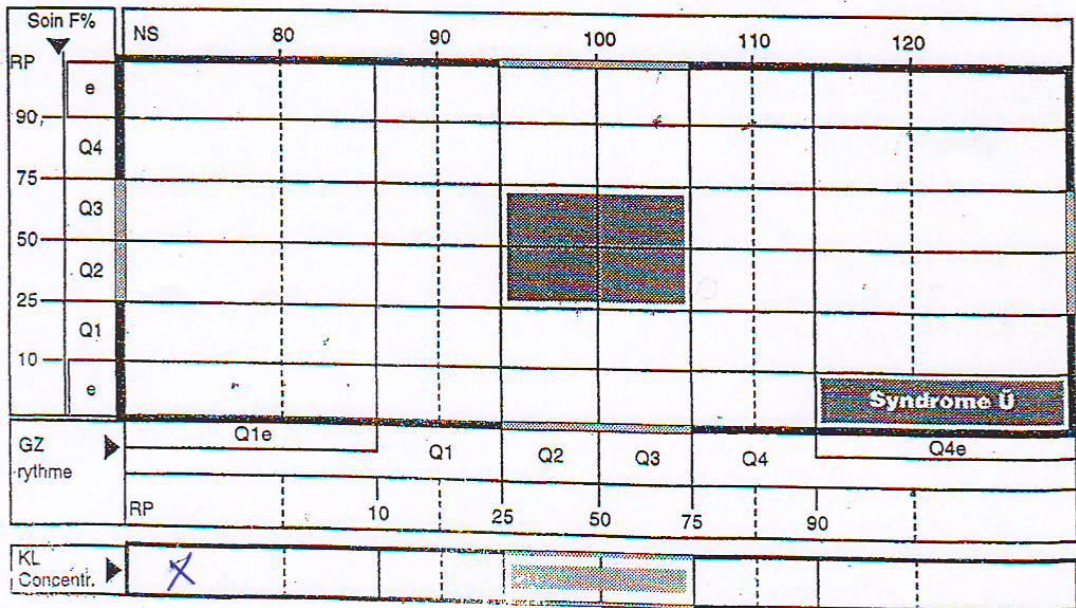 Soin F%
NS 80 90 100 110 120
RP
e
90
Q4
75
Q3
50
Q2
25
Q1
10
e
Syndrome Ü
GZ
rythme
Q1e Q1 Q2 Q3 Q4 Q4e
RP 10 25 50 75 90
KL
Concentr.
X